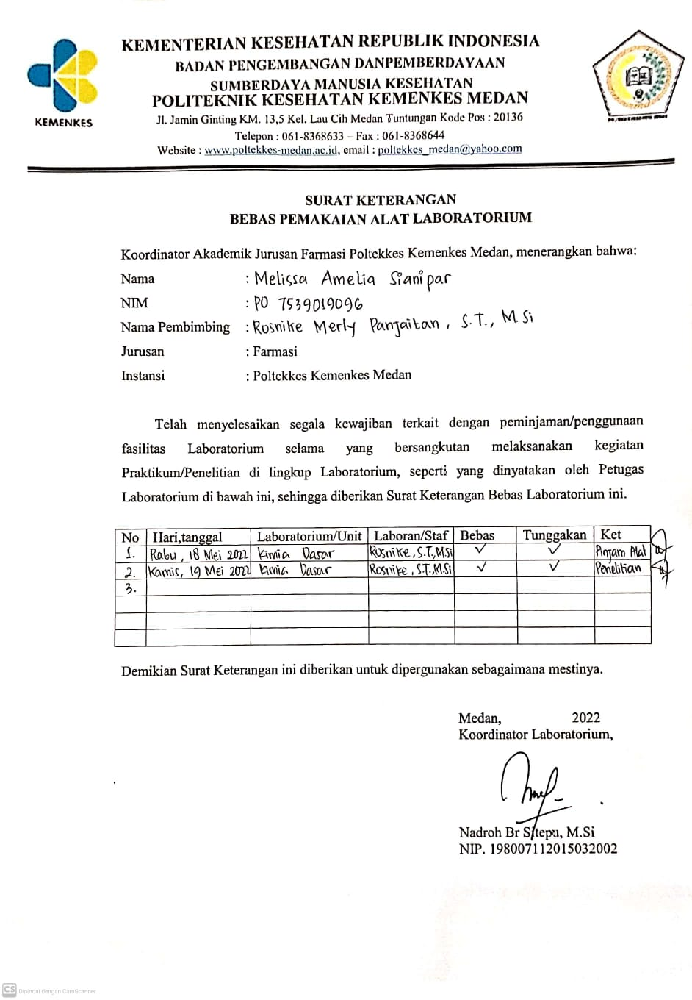 KEMENKES
KEMENTERIAN KESEHATAN REPUBLIK INDONESIA
BADAN PENGEMBANGAN DANPEMBERDAYAAN
SUMBERDAYA MANUSIA KESEHATAN
POLITEKNIK KESEHATAN KEMENKES MEDAN
Jl. Jamin Ginting KM. 13,5 Kel. Lau Cih Medan Tuntungan Kode Pos : 20136
Telepon : 061-8368633 – Fax : 061-8368644
Website : www.poltekkes-medan.ac.id, email : poltekkes_medan@yahoo.com
SURAT KETERANGAN
BEBAS PEMAKAIAN ALAT LABORATORIUM
Koordinator Akademik Jurusan Farmasi Poltekkes Kemenkes Medan, menerangkan bahwa:
Nama : Melissa Amelia Sianipar
NIM : PO 7539019096
Nama Pembimbing : Rosnike Merly Panjaitan, S.T., M.Si
Jurusan : Farmasi
Instansi : Poltekkes Kemenkes Medan
Telah menyelesaikan segala kewajiban terkait dengan peminjaman/penggunaan
fasilitas Laboratorium selama yang bersangkutan melaksanakan kegiatan
Praktikum/Penelitian di lingkup Laboratorium, seperti yang dinyatakan oleh Petugas
Laboratorium di bawah ini, sehingga diberikan Surat Keterangan Bebas Laboratorium ini.
No Hari,tanggal Laboratorium/Unit Laboran/Staf Bebas Tunggakan Ket
1. Rabu, 18 Mei 2022 Kimia Dasar Rosnike, S.T., M.Si ✓ ✓ Pinjam Alat
2. Kamis, 19 Mei 2022 Kimia Dasar Rosnike, S.T. M.Si ✓ ✓ Penelitian
3.
Demikian Surat Keterangan ini diberikan untuk dipergunakan sebagaimana mestinya.
Medan, 2022
Koordinator Laboratorium,
Nadroh Br Sitepu, M.Si
NIP. 198007112015032002
CS Dipindai dengan CamScanner